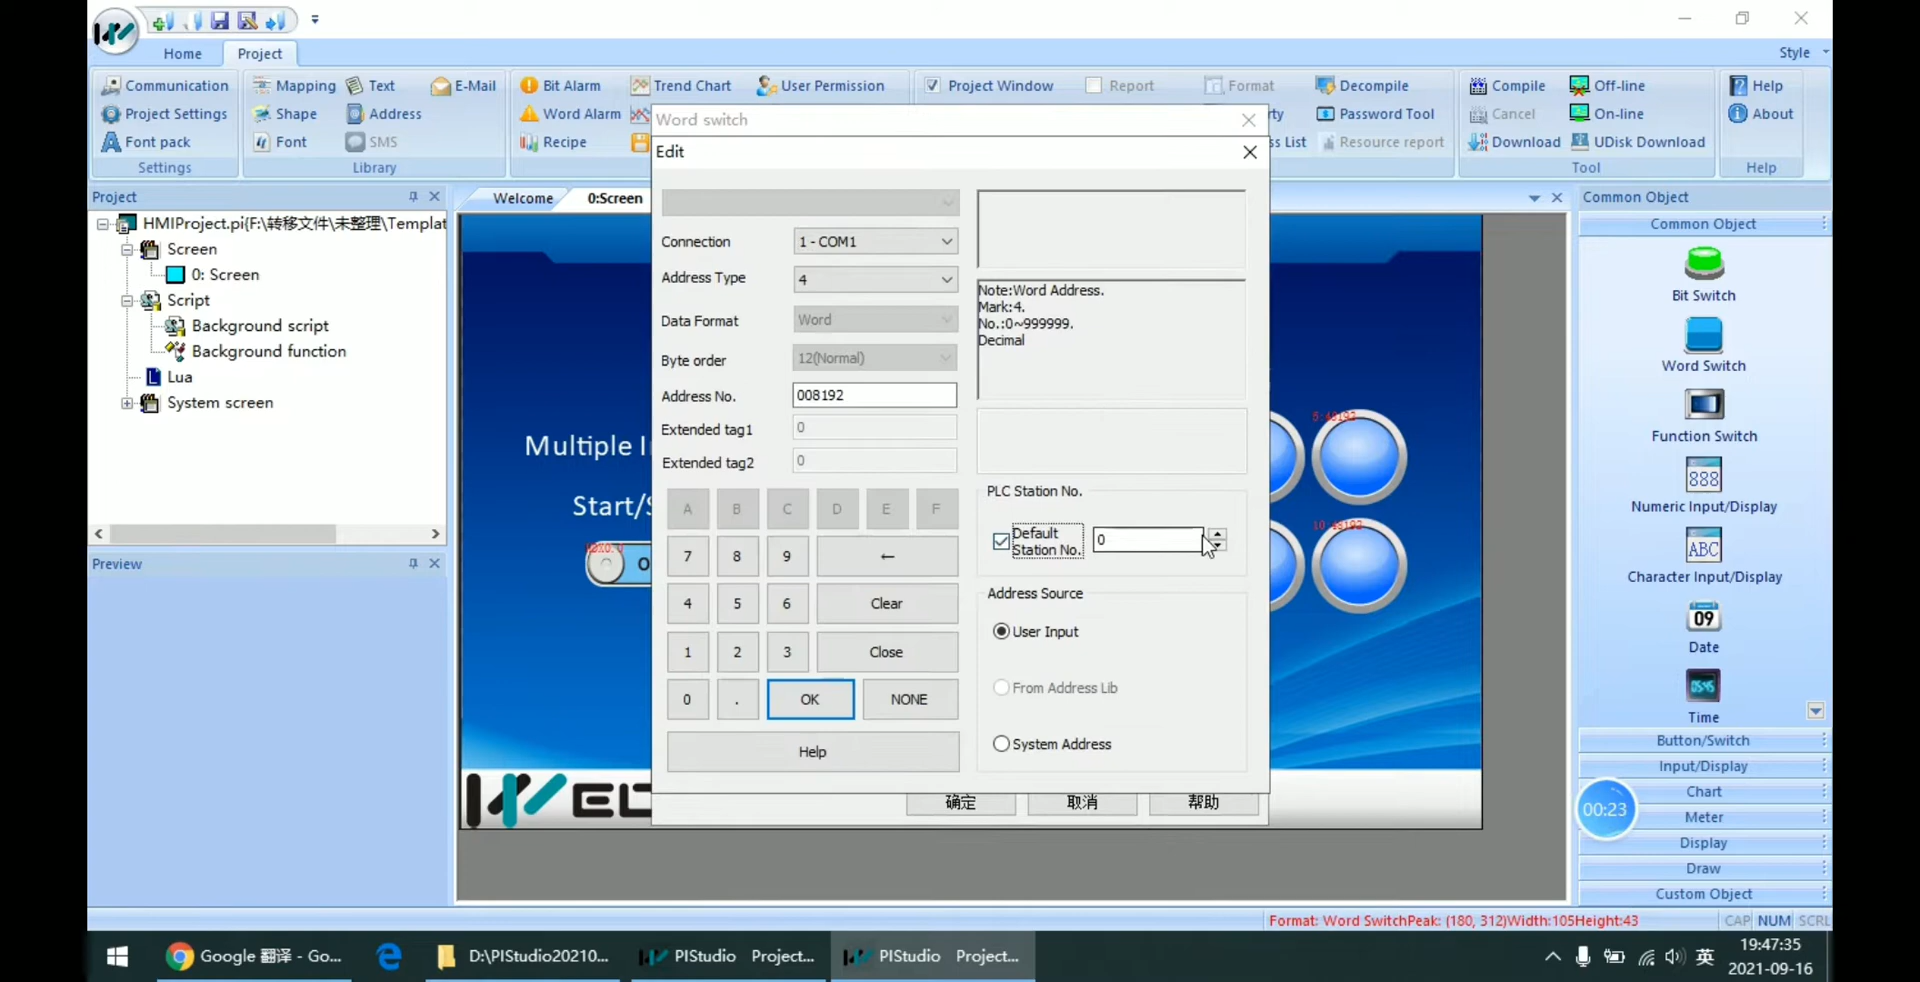 Home
Project
Style
Communication
Project Settings
Font pack
Settings
Mapping
Text
E-Mail
Shape
Address
Font
SMS
Library
Bit Alarm
Trend Chart
User Permission
Word Alarm
Recipe
Project Window
Report
Format
Decompile
Password Tool
Resource report
Compile
Off-line
Cancel
On-line
Download
UDisk Download
Tool
Help
About
Help
Project
HMIProject.pi{F:\转移文件\未整理\Templat
Screen
0: Screen
Script
Background script
Background function
Lua
System screen
Preview
Welcome
0:Screen
Multiple
Start/S
Word switch
Edit
Connection
1 - COM1
Address Type
4
Data Format
Word
Byte order
12(Normal)
Address No.
008192
Extended tag1
0
Extended tag2
0
A B C D E F
7 8 9 ←
4 5 6 Clear
1 2 3 Close
0 . OK NONE
Help
Note:Word Address.
Mark:4.
No.:0~999999.
Decimal
PLC Station No.
Default
Station No.
0
Address Source
User Input
From Address Lib
System Address
确定
取消
帮助
Common Object
Common Object
Bit Switch
Word Switch
Function Switch
888
Numeric Input/Display
ABC
Character Input/Display
09
Date
05:45
Time
Button/Switch
Input/Display
Chart
Meter
Display
Draw
Custom Object
00:23
Format: Word SwitchPeak: (180, 312)Width:105Height:43
CAP NUM SCRL
Google 翻译 - Go...
D:\PIStudio20210...
PIStudio Project...
PIStudio Project...
英
19:47:35
2021-09-16